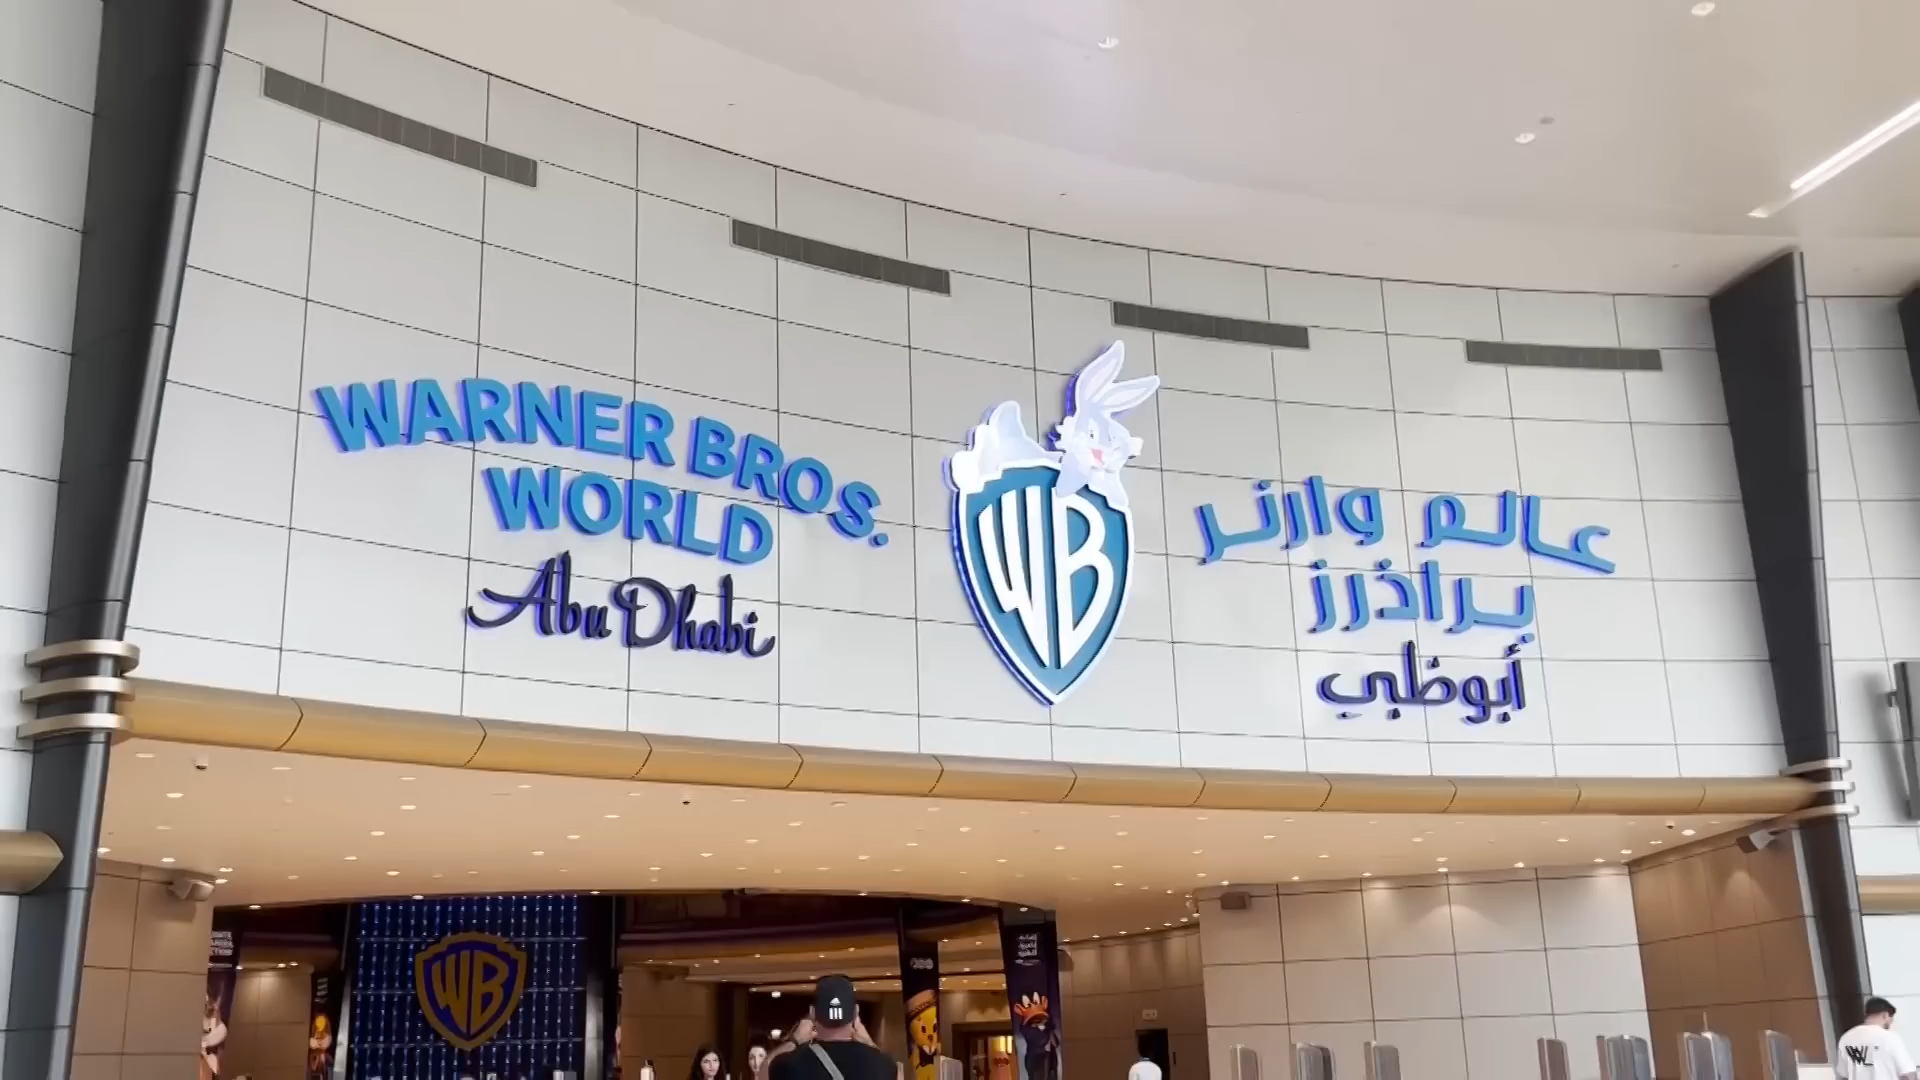 WARNER BROS.
WORLD
Abu Dhabi
WB
عالم وارنر
براذرز
أبوظبي
WB